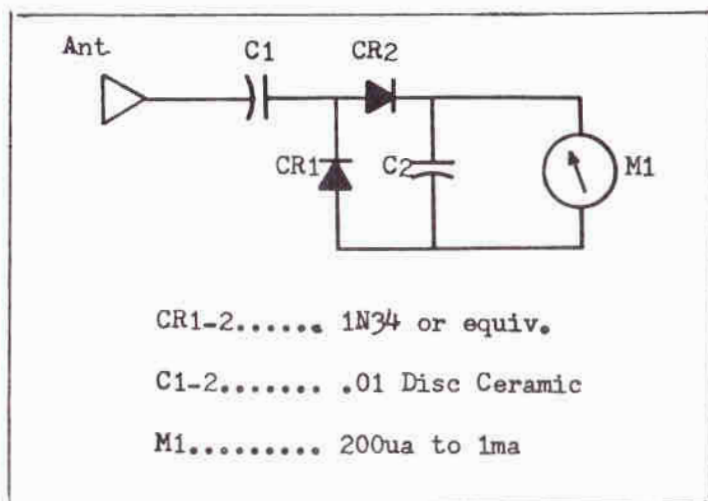 Ant.
C1
CR2
CR1
C2
M1
CR1-2...... 1N34 or equiv.
C1-2....... .01 Disc Ceramic
M1......... 200ua to 1ma